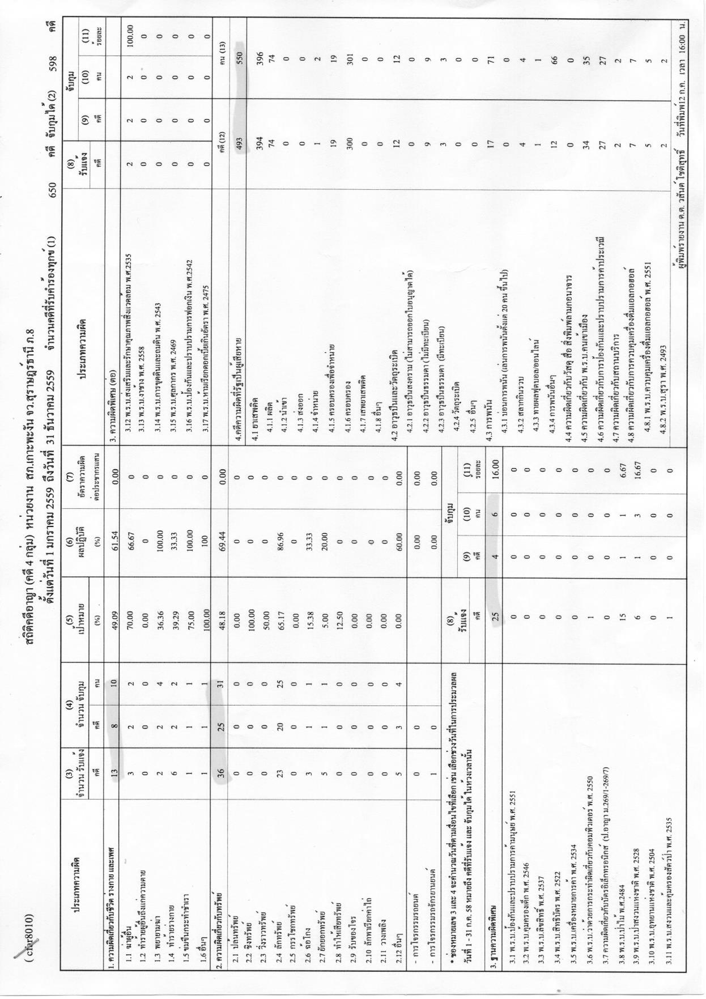 ( crar8010)
สถิติคดีอาญา (คดี 4 กลุ่ม) หน่วยงาน สภ.เกาะพะงัน จว.สุราษฎร์ธานี ภ.8
ตั้งแต่วันที่ 1 มกราคม 2559 ถึงวันที่ 31 ธันวาคม 2559 จำนวนคดีที่รับคำร้องทุกข์ (1) 650 คดี จับกุมได้ (2) 598 คดี
ประเภทความผิด (3) จำนวน รับแจ้ง (4) จำนวน จับกุม (5) เป้าหมาย (6) ผลปฏิบัติ (7) อัตราความผิด
คดี คดี คน (%) (%) ต่อประชากรแสน
1. ความผิดเกี่ยวกับชีวิต ร่างกาย และเพศ 13 8 10 49.09 61.54 0.00
1.1 ฆ่าผู้อื่น 3 2 2 70.00 66.67 0
1.2 ทำร้ายผู้อื่นถึงแก่ความตาย 0 0 0 0.00 0 0
1.3 พยายามฆ่า 2 2 4 36.36 100.00 0
1.4 ทำร้ายร่างกาย 6 2 2 39.29 33.33 0
1.5 ข่มขืนกระทำชำเรา 1 1 1 75.00 100.00 0
1.6 อื่นๆ 1 1 1 100.00 100 0
2. ความผิดเกี่ยวกับทรัพย์ 36 25 31 48.18 69.44 0.00
2.1 ปล้นทรัพย์ 0 0 0 0.00 0 0
2.2 ชิงทรัพย์ 0 0 0 100.00 0 0
2.3 วิ่งราวทรัพย์ 0 0 0 50.00 0 0
2.4 ลักทรัพย์ 23 20 25 65.17 86.96 0
2.5 กรรโชกทรัพย์ 0 0 0 0.00 0 0
2.6 ฉ้อโกง 3 1 1 15.38 33.33 0
2.7 ยักยอกทรัพย์ 5 1 1 5.00 20.00 0
2.8 ทำให้เสียทรัพย์ 0 0 0 12.50 0 0
2.9 รับของโจร 0 0 0 0.00 0 0
2.10 ลักพาเรียกค่าไถ่ 0 0 0 0.00 0 0
2.11 วางเพลิง 0 0 0 0.00 0 0
2.12 อื่นๆ 5 3 4 0.00 60.00 0.00
- การโจรกรรมรถยนต์ 0 0 0.00 0.00
- การโจรกรรมรถจักรยานยนต์ 1 0 0.00 0.00
* ช่องหมายเลข 3 และ 4 จะคำนวณวันที่ตามเงื่อนไขที่เลือก เช่น เลือกช่วงวันที่ในการประมวลผล
วันที่ 1 - 31 ก.ค. 58 หมายถึง คดีที่รับแจ้ง และ จับกุมได้ ในห้วงเวลานั้น
(8) รับแจ้ง จับกุม
คดี (9) คดี (10) คน (11) ร้อยละ
3. ฐานความผิดพิเศษ 25 4 6 16.00
3.1 พ.ร.บ.ป้องกันและปราบปรามการค้ามนุษย์ พ.ศ. 2551 0 0 0 0
3.2 พ.ร.บ.คุ้มครองเด็ก พ.ศ. 2546 0 0 0 0
3.3 พ.ร.บ.ลิขสิทธิ์ พ.ศ. 2537 0 0 0 0
3.4 พ.ร.บ.สิทธิบัตร พ.ศ. 2522 0 0 0 0
3.5 พ.ร.บ.เครื่องหมายการค้า พ.ศ. 2534 0 0 0 0
3.6 พ.ร.บ.ว่าด้วยการกระทำผิดเกี่ยวกับคอมพิวเตอร์ พ.ศ. 2550 1 0 0 0
3.7 ความผิดเกี่ยวกับบัตรอิเล็กทรอนิกส์ (ป.อาญา ม.269/1-269/7) 0 0 0 0
3.8 พ.ร.บ.ป่าไม้ พ.ศ.2484 15 1 1 6.67
3.9 พ.ร.บ.ป่าสงวนแห่งชาติ พ.ศ. 2528 6 1 3 16.67
3.10 พ.ร.บ.อุทยานแห่งชาติ พ.ศ. 2504 0 0 0 0
3.11 พ.ร.บ.สงวนและคุ้มครองสัตว์ป่า พ.ศ. 2535 1 0 0 0
ประเภทความผิด (8) รับแจ้ง จับกุม
คดี (9) คดี (10) คน (11) ร้อยละ
3. ความผิดพิเศษ (ต่อ)
3.12 พ.ร.บ.ส่งเสริมและรักษาคุณภาพสิ่งแวดล้อม พ.ศ.2535 2 2 2 100.00
3.13 พ.ร.บ.งาช้าง พ.ศ. 2558 0 0 0 0
3.14 พ.ร.บ.การขุดดินและถมดิน พ.ศ. 2543 0 0 0 0
3.15 พ.ร.บ.ศุลกากร พ.ศ. 2469 0 0 0 0
3.16 พ.ร.บ.ป้องกันและปราบปรามการฟอกเงิน พ.ศ.2542 0 0 0 0
3.17 พ.ร.บ.ห้ามเรียกดอกเบี้ยเกินอัตรา พ.ศ. 2475 0 0 0 0
คดี (12) คน (13)
4.คดีความผิดที่รัฐเป็นผู้เสียหาย 493 550
4.1 ยาเสพติด 394 396
4.1.1 ผลิต 74 74
4.1.2 นำเข้า 0 0
4.1.3 ส่งออก 0 0
4.1.4 จำหน่าย 1 2
4.1.5 ครอบครองเพื่อจำหน่าย 19 19
4.1.6 ครอบครอง 300 301
4.1.7 เสพยาเสพติด 0 0
4.1.8 อื่นๆ 0 0
4.2 อาวุธปืนและวัตถุระเบิด 12 12
4.2.1 อาวุธปืนสงคราม (ไม่สามารถออกใบอนุญาตได้) 0 0
4.2.2 อาวุธปืนธรรมดา (ไม่มีทะเบียน) 9 9
4.2.3 อาวุธปืนธรรมดา (มีทะเบียน) 3 3
4.2.4 วัตถุระเบิด 0 0
4.2.5 อื่นๆ 0 0
4.3 การพนัน 17 71
4.3.1 บ่อนการพนัน (เล่นการพนันตั้งแต่ 20 คน ขึ้นไป) 0 0
4.3.2 สลากกินรวบ 4 4
4.3.3 ทายผลฟุตบอล/ออนไลน์ 1 1
4.3.4 การพนันอื่นๆ 12 66
4.4 ความผิดเกี่ยวกับวัสดุ สื่อ สิ่งพิมพ์ลามกอนาจาร 0 0
4.5 ความผิดเกี่ยวกับ พ.ร.บ.คนเข้าเมือง 34 35
4.6 ความผิดเกี่ยวกับการป้องกันและปราบปรามการค้าประเวณี 27 27
4.7 ความผิดเกี่ยวกับสถานบริการ 2 2
4.8 ความผิดเกี่ยวกับการควบคุมเครื่องดื่มแอลกอฮอล์ 7 7
4.8.1 พ.ร.บ.ควบคุมเครื่องดื่มแอลกอฮอล์ พ.ศ. 2551 5 5
4.8.2 พ.ร.บ.สุรา พ.ศ. 2493 2 2
ผู้พิมพ์รายงาน ด.ต. วสันต์ โชติสุทธิ์ วันที่พิมพ์12 ก.ค. เวลา 16:00 น.